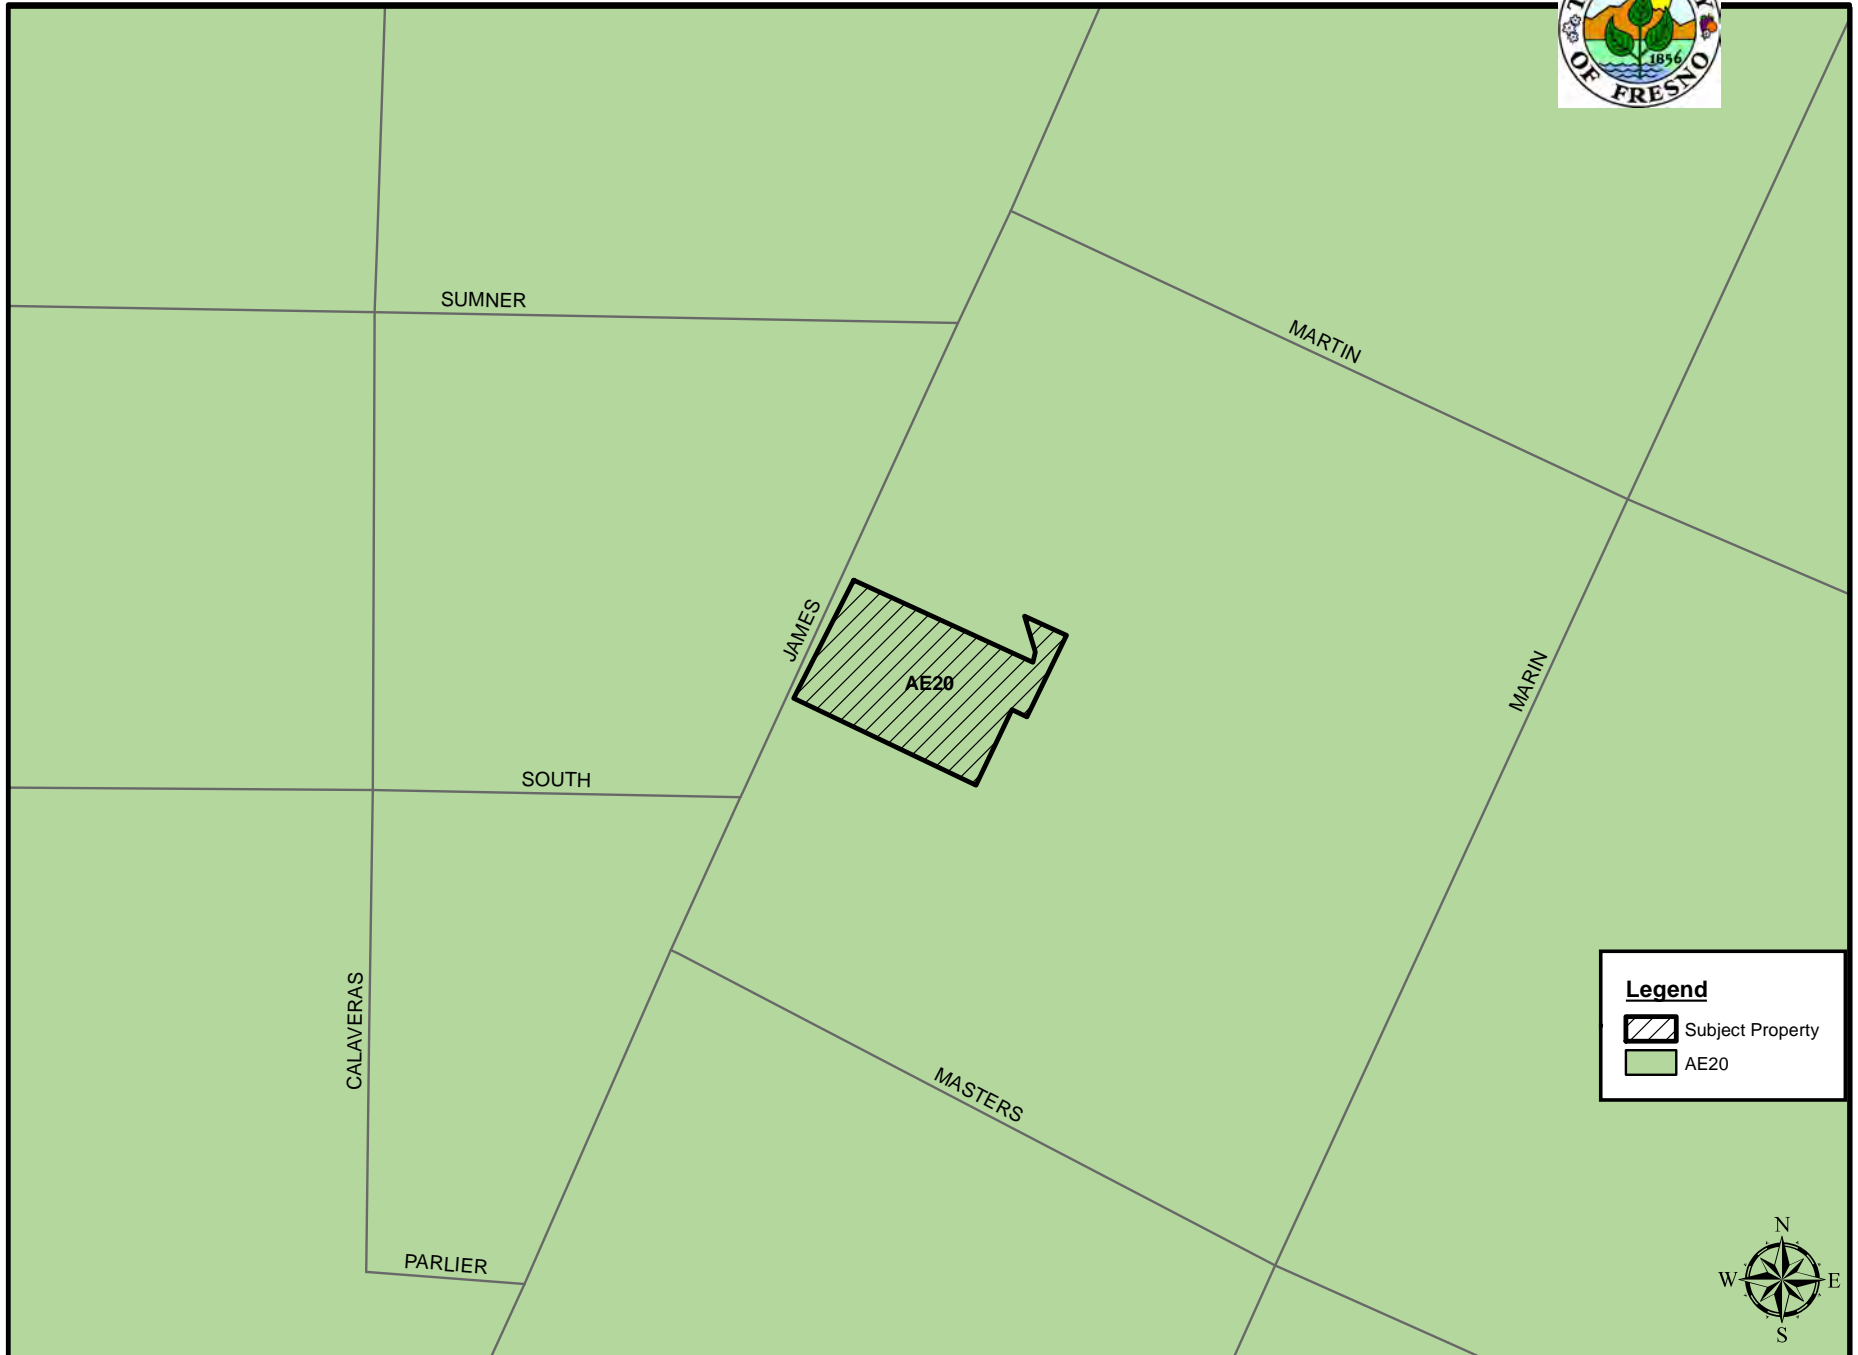 1856
OF FRESNO
SUMNER
MARTIN
JAMES
AE20
MARIN
SOUTH
CALAVERAS
MASTERS
PARLIER
Legend
Subject Property
AE20
N
W E
S